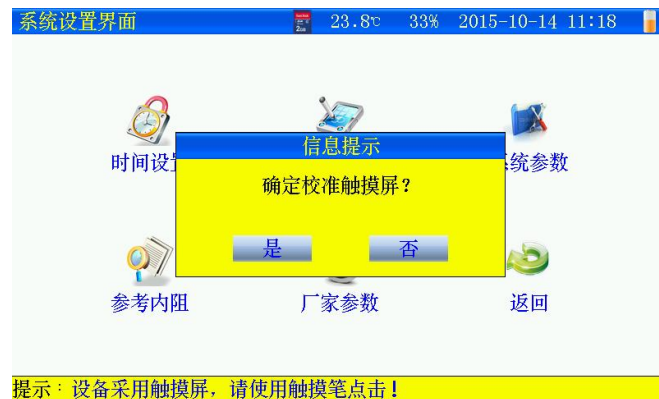 系统设置界面 23.8℃ 33% 2015-10-14 11:18
信息提示
时间设 系统参数
确定校准触摸屏？
是 否
参考内阻 厂家参数 返回
提示：设备采用触摸屏，请使用触摸笔点击！